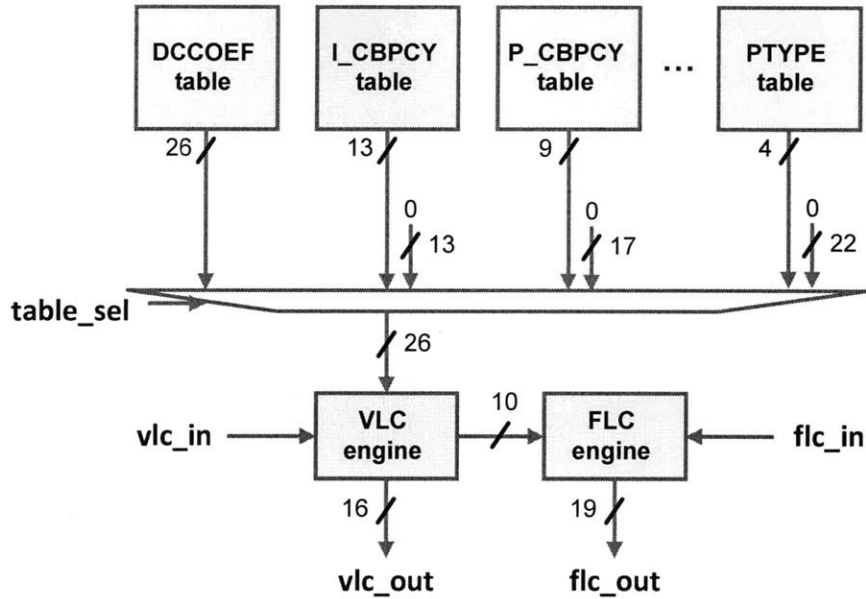 DCCOEF
table
I_CBPCY
table
P_CBPCY
table
...
PTYPE
table
26
13
9
4
0
13
0
17
0
22
table_sel
26
vlc_in
VLC
engine
10
FLC
engine
flc_in
16
19
vlc_out
flc_out